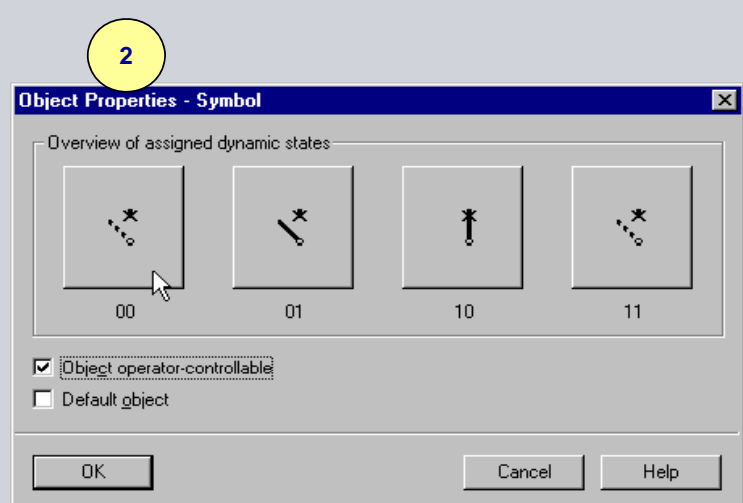 2
Object Properties - Symbol
Overview of assigned dynamic states
00 01 10 11
Object operator-controllable
Default object
OK Cancel Help